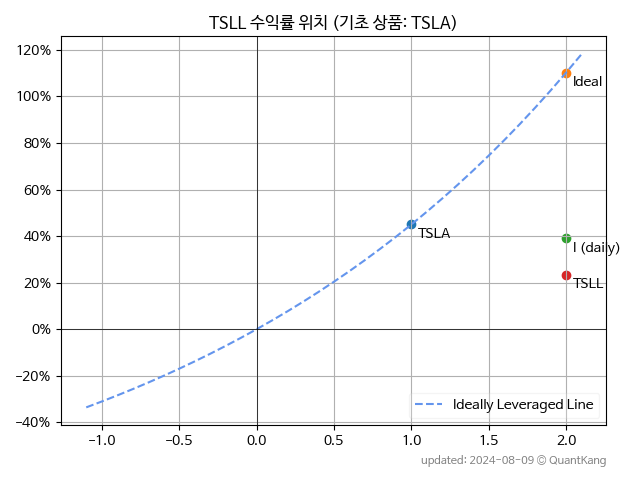 TSLL 수익률 위치 (기초 상품: TSLA)
120%
100%
80%
60%
40%
20%
0%
−20%
−40%
Ideal
TSLA
I (daily)
TSLL
Ideally Leveraged Line
−1.0 −0.5 0.0 0.5 1.0 1.5 2.0
updated: 2024-08-09 © QuantKang